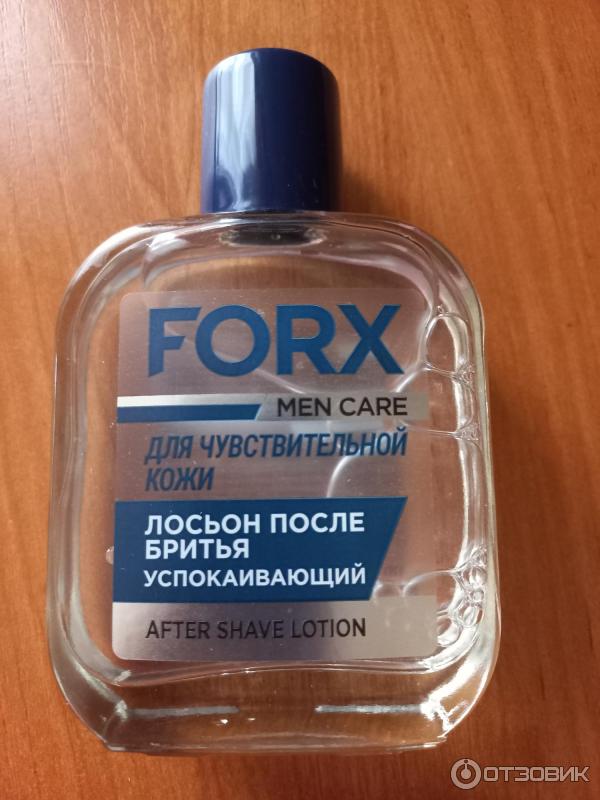 FORX
MEN CARE
ДЛЯ ЧУВСТВИТЕЛЬНОЙ
КОЖИ
ЛОСЬОН ПОСЛЕ
БРИТЬЯ
УСПОКАИВАЮЩИЙ
AFTER SHAVE LOTION
ОТЗОВИК